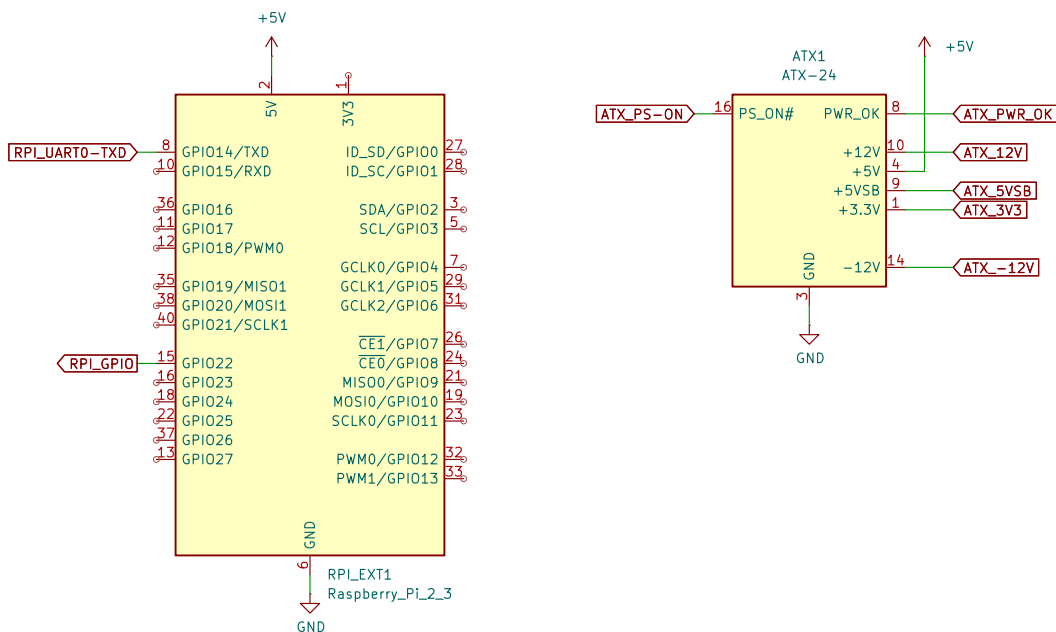 +5V
2
1
5V
3V3
RPI_UART0-TXD
8 GPIO14/TXD
10 GPIO15/RXD
36 GPIO16
11 GPIO17
12 GPIO18/PWM0
35 GPIO19/MISO1
38 GPIO20/MOSI1
40 GPIO21/SCLK1
RPI_GPIO
15 GPIO22
16 GPIO23
18 GPIO24
22 GPIO25
37 GPIO26
13 GPIO27
ID_SD/GPIO0 27
ID_SC/GPIO1 28
SDA/GPIO2 3
SCL/GPIO3 5
GCLK0/GPIO4 7
GCLK1/GPIO5 29
GCLK2/GPIO6 31
CE1/GPIO7 26
CE0/GPIO8 24
MISO0/GPIO9 21
MOSI0/GPIO10 19
SCLK0/GPIO11 23
PWM0/GPIO12 32
PWM1/GPIO13 33
GND
6
RPI_EXT1
Raspberry_Pi_2_3
GND
ATX1
ATX-24
+5V
ATX_PS-ON
16 PS_ON#
PWR_OK 8 ATX_PWR_OK
+12V 10 ATX_12V
+5V 4
+5VSB 9 ATX_5VSB
+3.3V 1 ATX_3V3
-12V 14 ATX_-12V
GND
3
GND